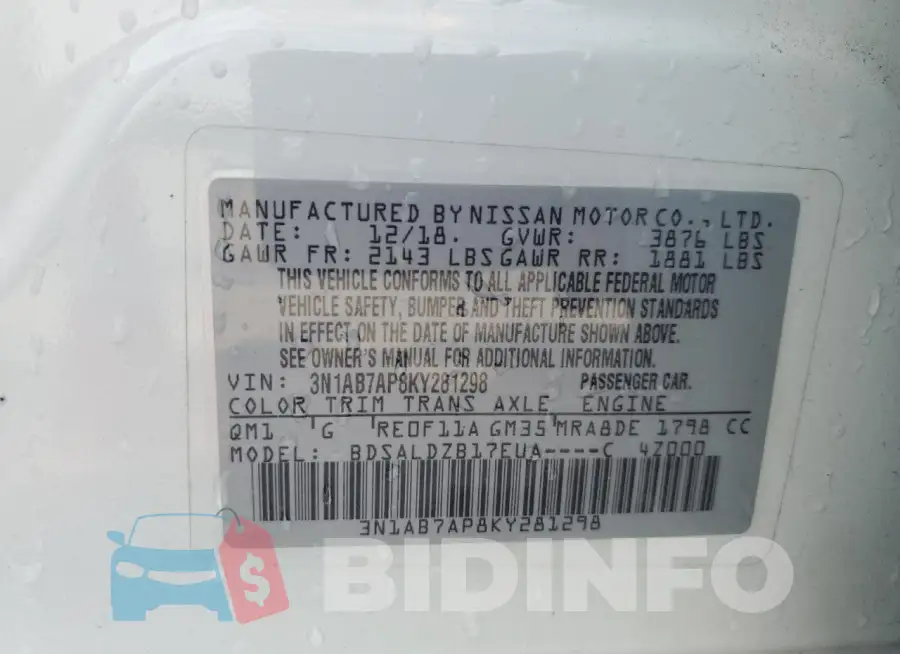 MANUFACTURED BY NISSAN MOTOR CO., LTD.
DATE: 12/18. GVWR: 3876 LBS
GAWR FR: 2143 LBS GAWR RR: 1881 LBS
THIS VEHICLE CONFORMS TO ALL APPLICABLE FEDERAL MOTOR
VEHICLE SAFETY, BUMPER AND THEFT PREVENTION STANDARDS
IN EFFECT ON THE DATE OF MANUFACTURE SHOWN ABOVE.
SEE OWNER'S MANUAL FOR ADDITIONAL INFORMATION.
VIN: 3N1AB7AP8KY281298 PASSENGER CAR.
COLOR TRIM TRANS AXLE ENGINE
QM1 G RE0F11A GM35 MRA8DE 1798 CC
MODEL: BDSALDZB17EUA----C 4Z000
3N1AB7AP8KY281298
$ BIDINFO